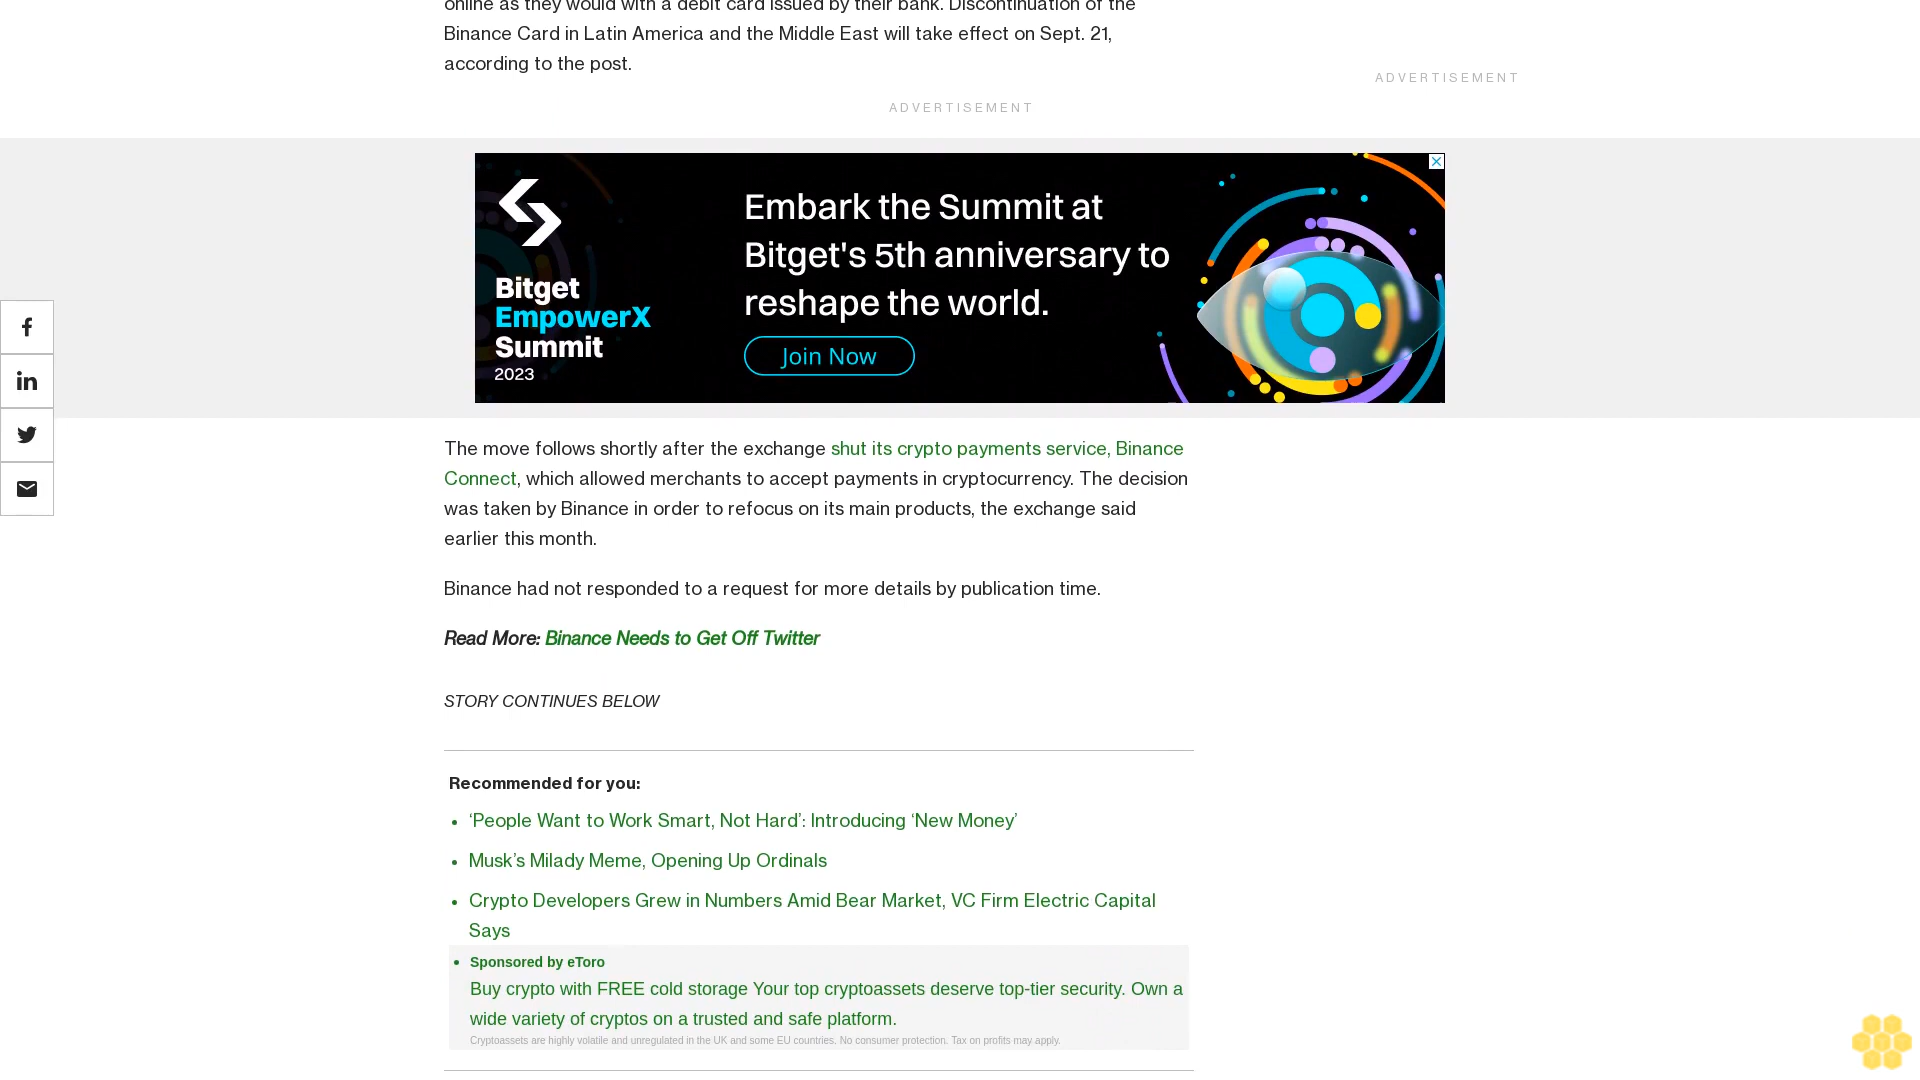 online as they would with a debit card issued by their bank. Discontinuation of the
Binance Card in Latin America and the Middle East will take effect on Sept. 21,
according to the post.
ADVERTISEMENT
ADVERTISEMENT
Embark the Summit at
Bitget's 5th anniversary to
reshape the world.
Join Now
Bitget
EmpowerX
Summit
2023
The move follows shortly after the exchange shut its crypto payments service, Binance
Connect, which allowed merchants to accept payments in cryptocurrency. The decision
was taken by Binance in order to refocus on its main products, the exchange said
earlier this month.
Binance had not responded to a request for more details by publication time.
Read More: Binance Needs to Get Off Twitter
STORY CONTINUES BELOW
Recommended for you:
• ‘People Want to Work Smart, Not Hard’: Introducing ‘New Money’
• Musk’s Milady Meme, Opening Up Ordinals
• Crypto Developers Grew in Numbers Amid Bear Market, VC Firm Electric Capital
Says
• Sponsored by eToro
Buy crypto with FREE cold storage Your top cryptoassets deserve top-tier security. Own a
wide variety of cryptos on a trusted and safe platform.
Cryptoassets are highly volatile and unregulated in the UK and some EU countries. No consumer protection. Tax on profits may apply.